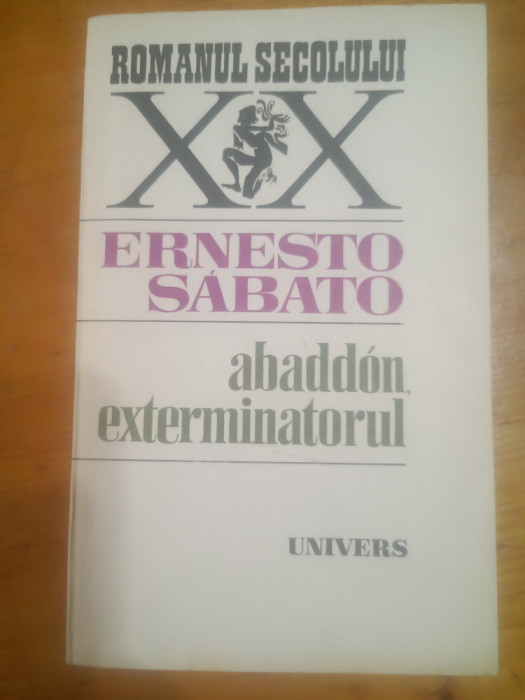 ROMANUL SECOLULUI
XX
ERNESTO
SÁBATO
abaddón,
exterminatorul
UNIVERS